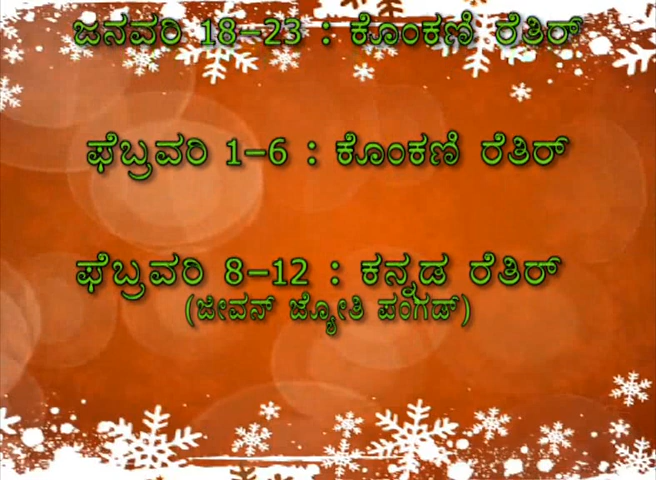 ಜನವರಿ 18-23 : ಕೊಂಕಣಿ ರೆತಿರ್
ಫೆಬ್ರವರಿ 1-6 : ಕೊಂಕಣಿ ರೆತಿರ್
ಫೆಬ್ರವರಿ 8-12 : ಕನ್ನಡ ರೆತಿರ್
(ಜೀವನ್ ಜ್ಯೋತಿ ಪಂಗಡ್)